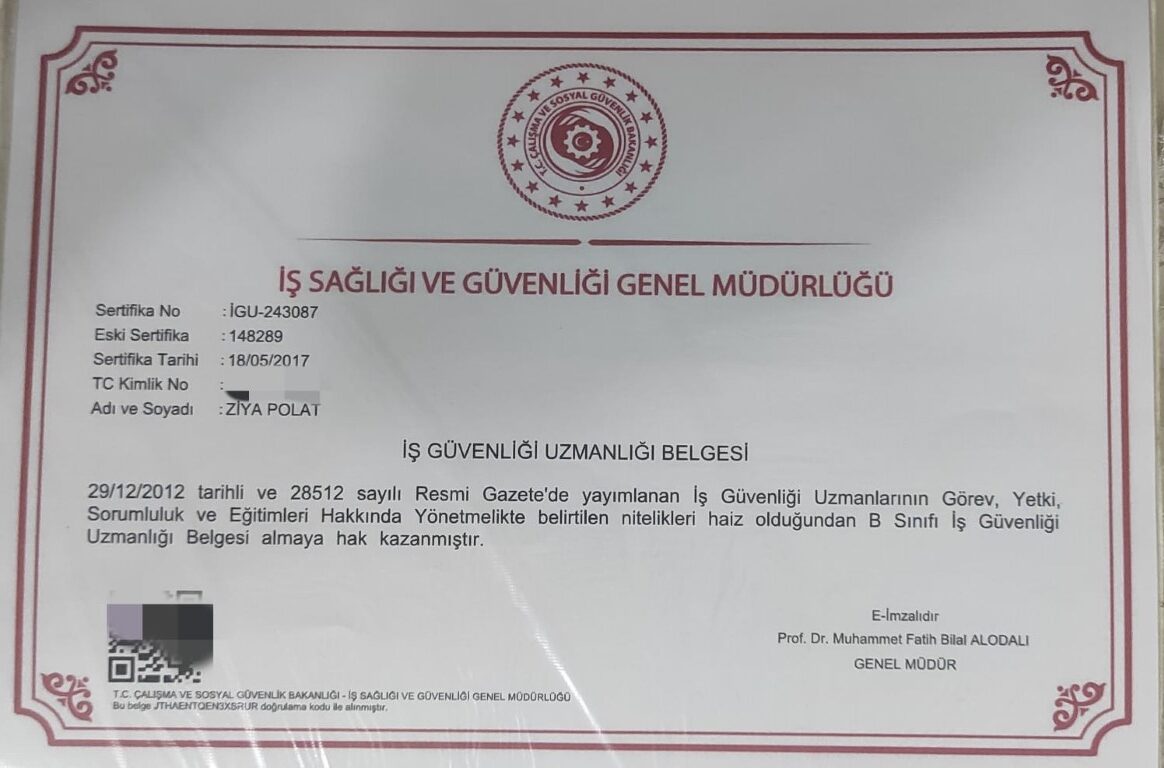 T.C. ÇALIŞMA VE SOSYAL GÜVENLİK BAKANLIĞI
İŞ SAĞLIĞI VE GÜVENLİĞİ GENEL MÜDÜRLÜĞÜ
Sertifika No : İGU-243087
Eski Sertifika : 148289
Sertifika Tarihi : 18/05/2017
TC Kimlik No :
Adı ve Soyadı : ZİYA POLAT
İŞ GÜVENLİĞİ UZMANLIĞI BELGESİ
29/12/2012 tarihli ve 28512 sayılı Resmi Gazete'de yayımlanan İş Güvenliği Uzmanlarının Görev, Yetki,
Sorumluluk ve Eğitimleri Hakkında Yönetmelikte belirtilen nitelikleri haiz olduğundan B Sınıfı İş Güvenliği
Uzmanlığı Belgesi almaya hak kazanmıştır.
E-İmzalıdır
Prof. Dr. Muhammet Fatih Bilal ALODALI
GENEL MÜDÜR
T.C. ÇALIŞMA VE SOSYAL GÜVENLİK BAKANLIĞI - İŞ SAĞLIĞI VE GÜVENLİĞİ GENEL MÜDÜRLÜĞÜ
Bu belge JTHAENTQEN3XSRUR doğrulama kodu ile alınmıştır.